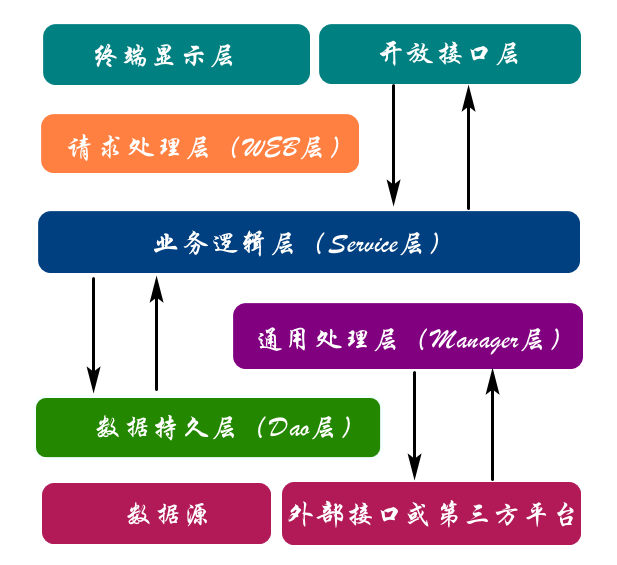 终端显示层
开放接口层
请求处理层（WEB层）
业务逻辑层（Service层）
通用处理层（Manager层）
数据持久层（Dao层）
数据源
外部接口或第三方平台